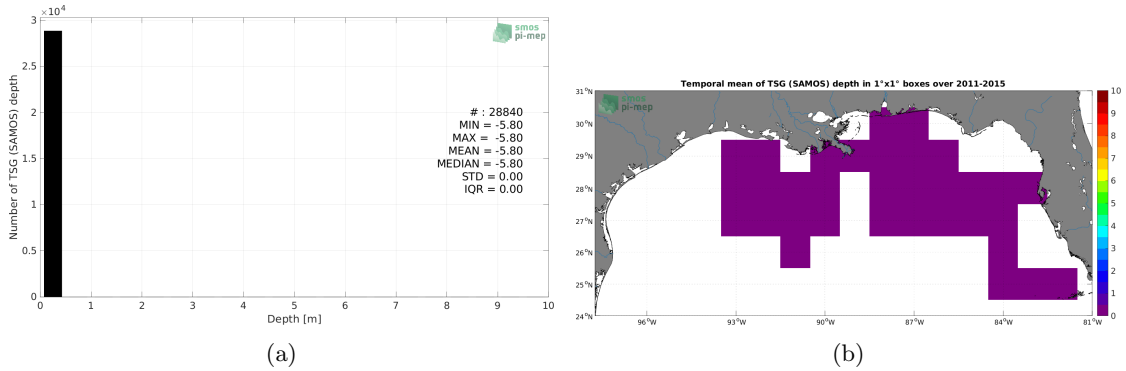 ×10⁴
3
2.5
2
1.5
1
0.5
0
0 1 2 3 4 5 6 7 8 9 10
Number of TSG (SAMOS) depth
Depth [m]
smos
pi-mep
# : 28840
MIN = -5.80
MAX = -5.80
MEAN = -5.80
MEDIAN = -5.80
STD = 0.00
IQR = 0.00
(a)
Temporal mean of TSG (SAMOS) depth in 1°x1° boxes over 2011-2015
smos
pi-mep
31°N
30°N
29°N
28°N
27°N
26°N
25°N
24°N
96°W 93°W 90°W 87°W 84°W 81°W
10
9
8
7
6
5
4
3
2
1
0
(b)